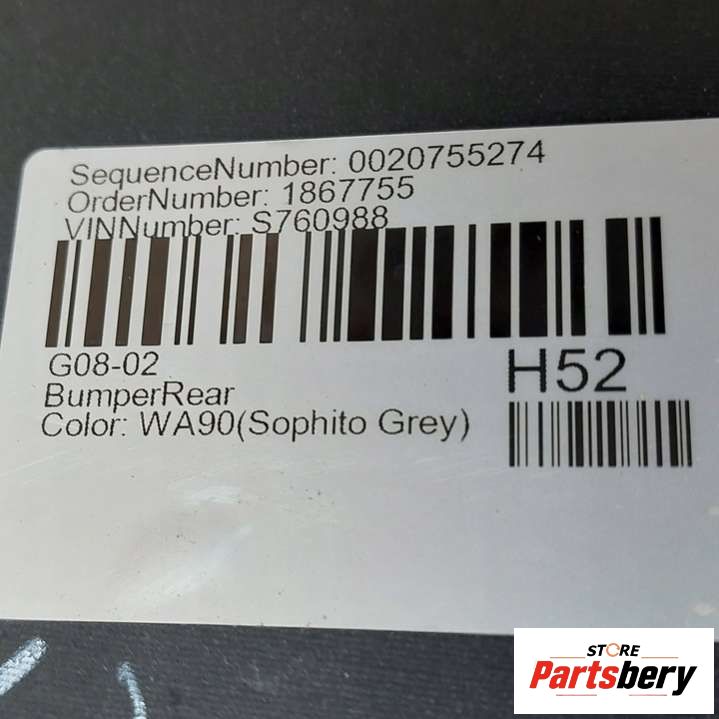 SequenceNumber: 0020755274
OrderNumber: 1867755
VINNumber: S760988
G08-02
H52
BumperRear
Color: WA90(Sophito Grey)
STORE
Partsbery